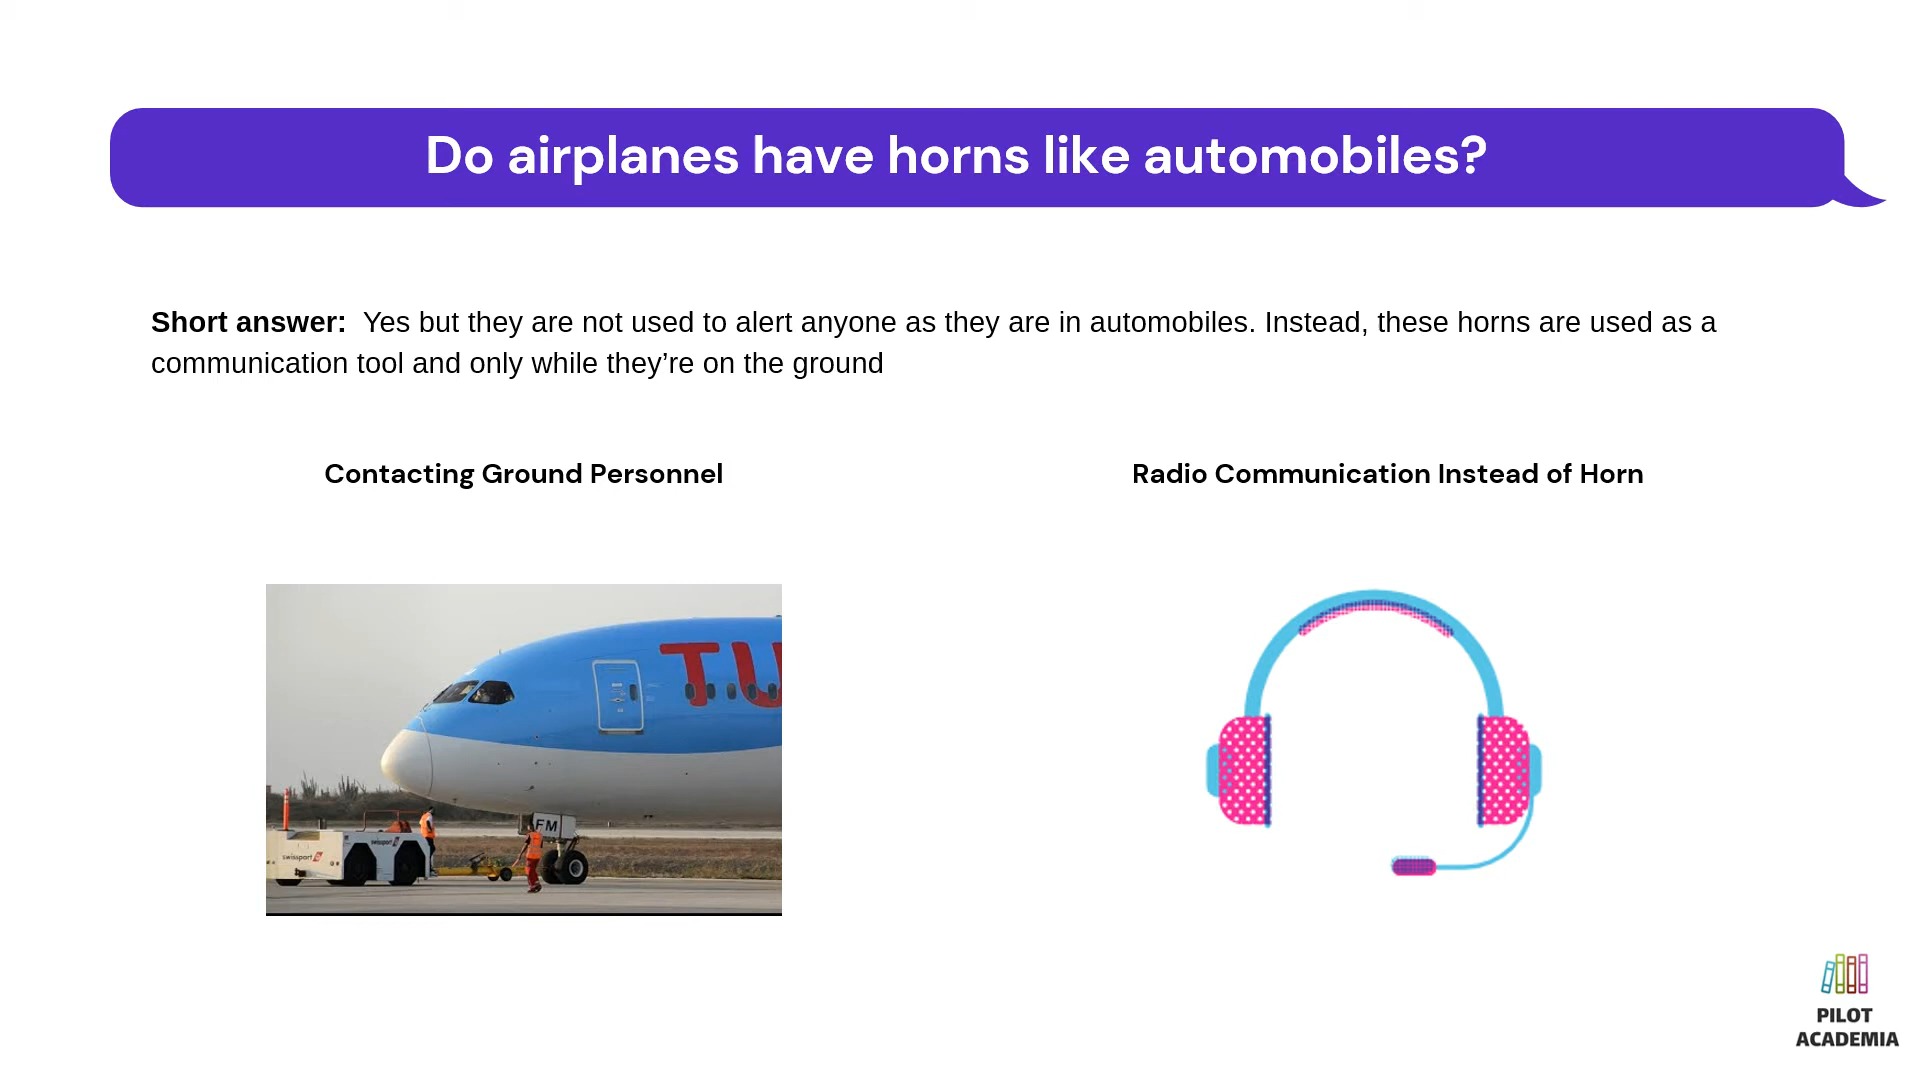 Do airplanes have horns like automobiles?
Short answer:  Yes but they are not used to alert anyone as they are in automobiles. Instead, these horns are used as a
communication tool and only while they’re on the ground
Contacting Ground Personnel
Radio Communication Instead of Horn
TU
FM
swissport
swissport
PILOT
ACADEMIA